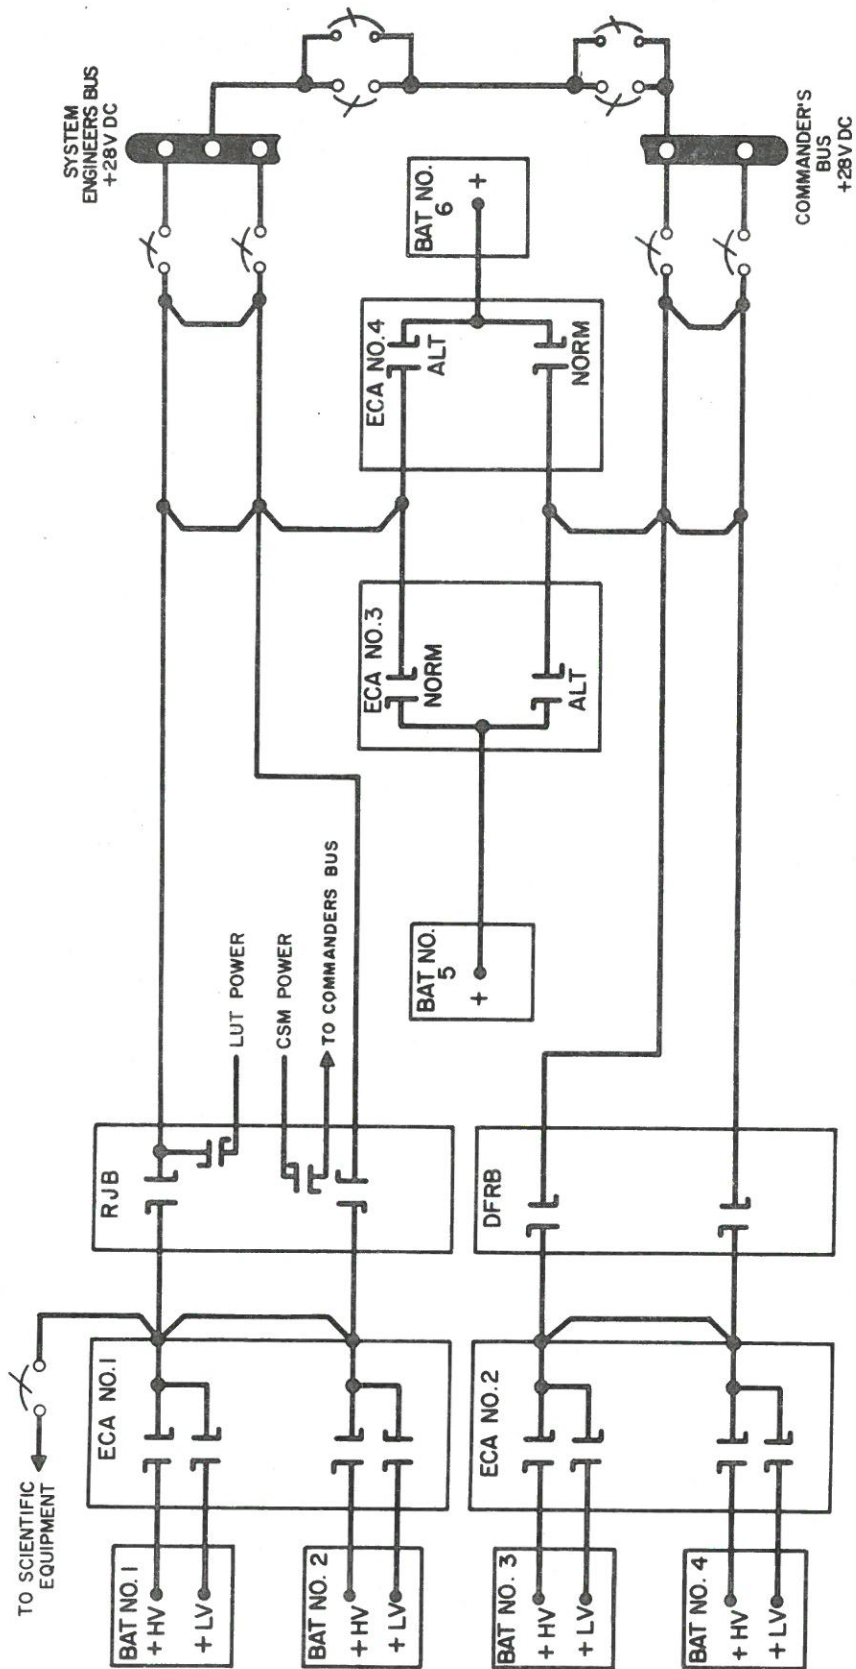 TO SCIENTIFIC
EQUIPMENT
BAT NO. 1
+ HV
+ LV
BAT NO. 2
+ HV
+ LV
BAT NO. 3
+ HV
+ LV
BAT NO. 4
+ HV
+ LV
ECA NO. 1
ECA NO. 2
RJB
DFRB
LUT POWER
CSM POWER
TO COMMANDERS BUS
BAT NO.
5
+
ECA NO. 3
NORM
ALT
ECA NO. 4
ALT
NORM
BAT NO.
6
+
SYSTEM
ENGINEERS BUS
+28V DC
COMMANDER'S
BUS
+28V DC